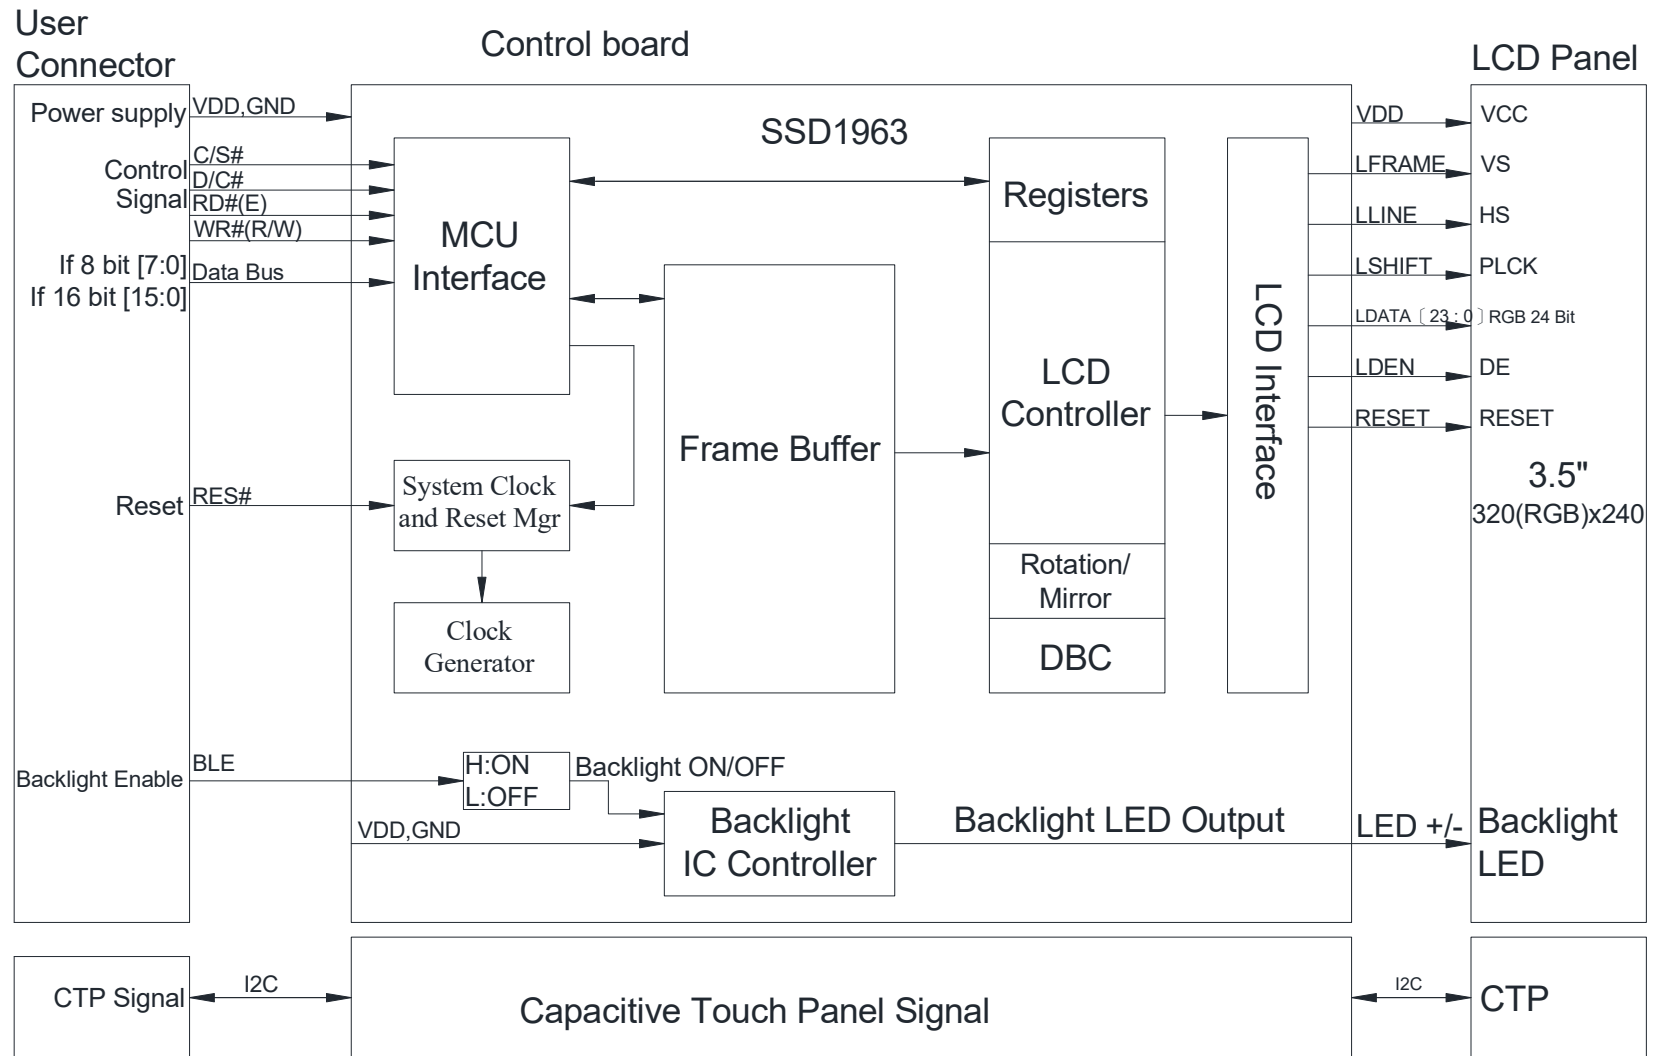 User
Connector
Control board
LCD Panel
Power supply
VDD,GND
Control
Signal
C/S#
D/C#
RD#(E)
WR#(R/W)
If 8 bit [7:0]
If 16 bit [15:0]
Data Bus
MCU
Interface
SSD1963
Registers
LCD
Controller
Rotation/
Mirror
DBC
Frame Buffer
LCD Interface
VDD
VCC
LFRAME
VS
LLINE
HS
LSHIFT
PLCK
LDATA〔23:0〕RGB 24 Bit
LDEN
DE
RESET
RESET
3.5"
320(RGB)x240
Reset
RES#
System Clock
and Reset Mgr
Clock
Generator
Backlight Enable
BLE
H:ON
L:OFF
Backlight ON/OFF
VDD,GND
Backlight
IC Controller
Backlight LED Output
LED +/-
Backlight
LED
CTP Signal
I2C
Capacitive Touch Panel Signal
I2C
CTP